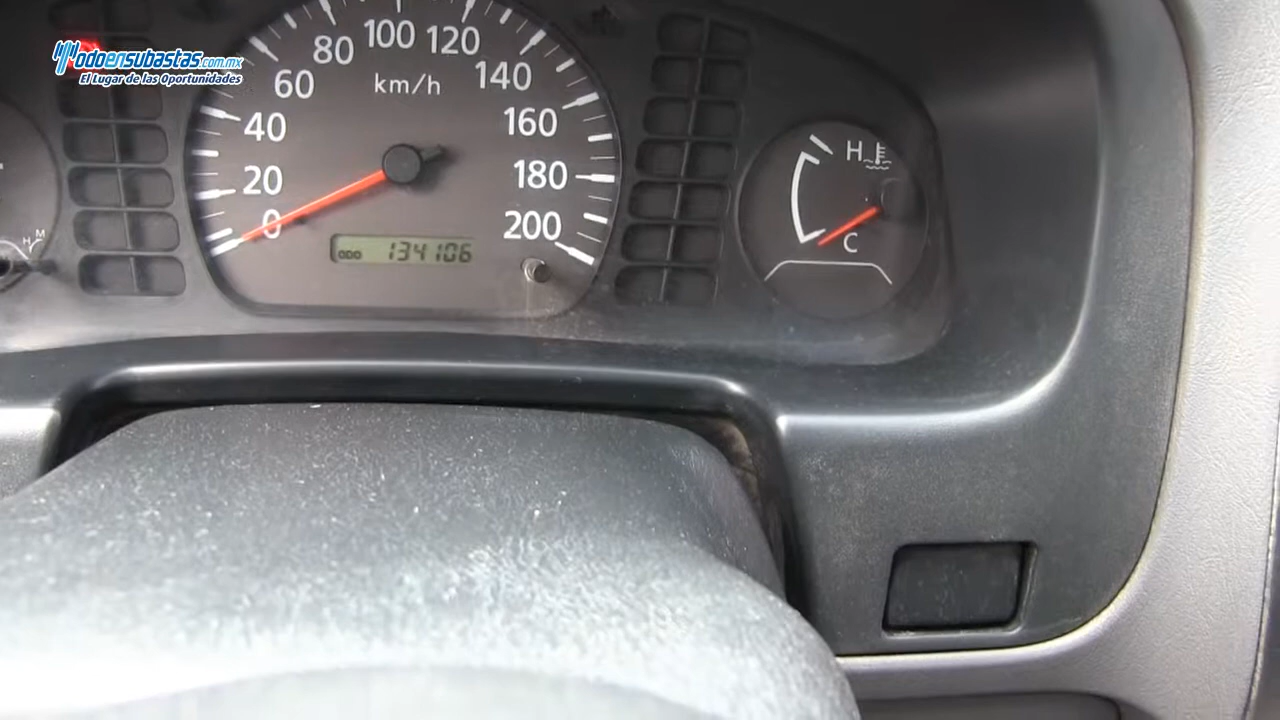 todoensubastas.com.mx
El Lugar de las Oportunidades
0
20
40
60
80
100
120
140
160
180
200
km/h
ODO 134106
H
C
H
M